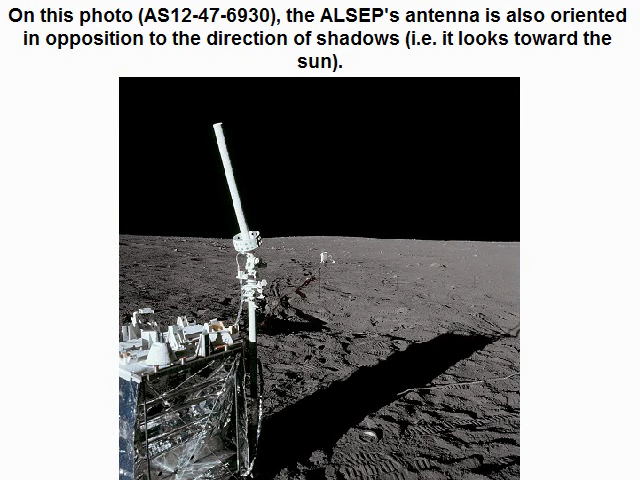 On this photo (AS12-47-6930), the ALSEP's antenna is also oriented
in opposition to the direction of shadows (i.e. it looks toward the
sun).